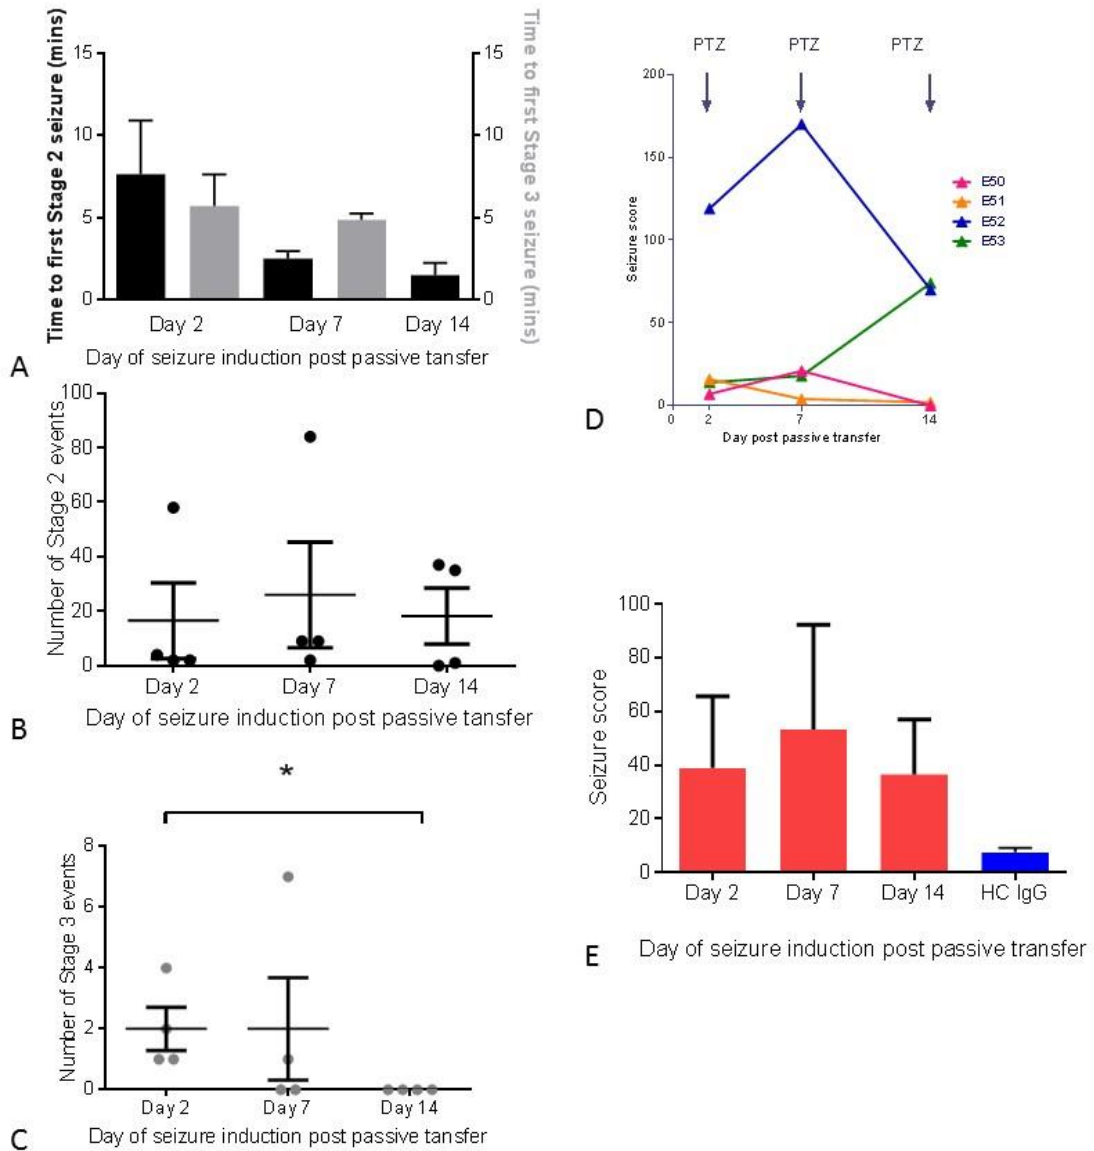 Time to first Stage 2 seizure (mins)
15
10
5
0
Time to first Stage 3 seizure (mins)
15
10
5
0
Day 2
Day 7
Day 14
Day of seizure induction post passive tansfer
A
Number of Stage 2 events
100
80
60
40
20
0
Day 2
Day 7
Day 14
Day of seizure induction post passive tansfer
B
*
Number of Stage 3 events
8
6
4
2
0
Day 2
Day 7
Day 14
Day of seizure induction post passive tansfer
C
PTZ
PTZ
PTZ
Seizure score
200
150
100
50
0
0
2
7
14
Day post passive transfer
E50
E51
E52
E53
D
Seizure score
100
80
60
40
20
0
Day 2
Day 7
Day 14
HC IgG
Day of seizure induction post passive transfer
E